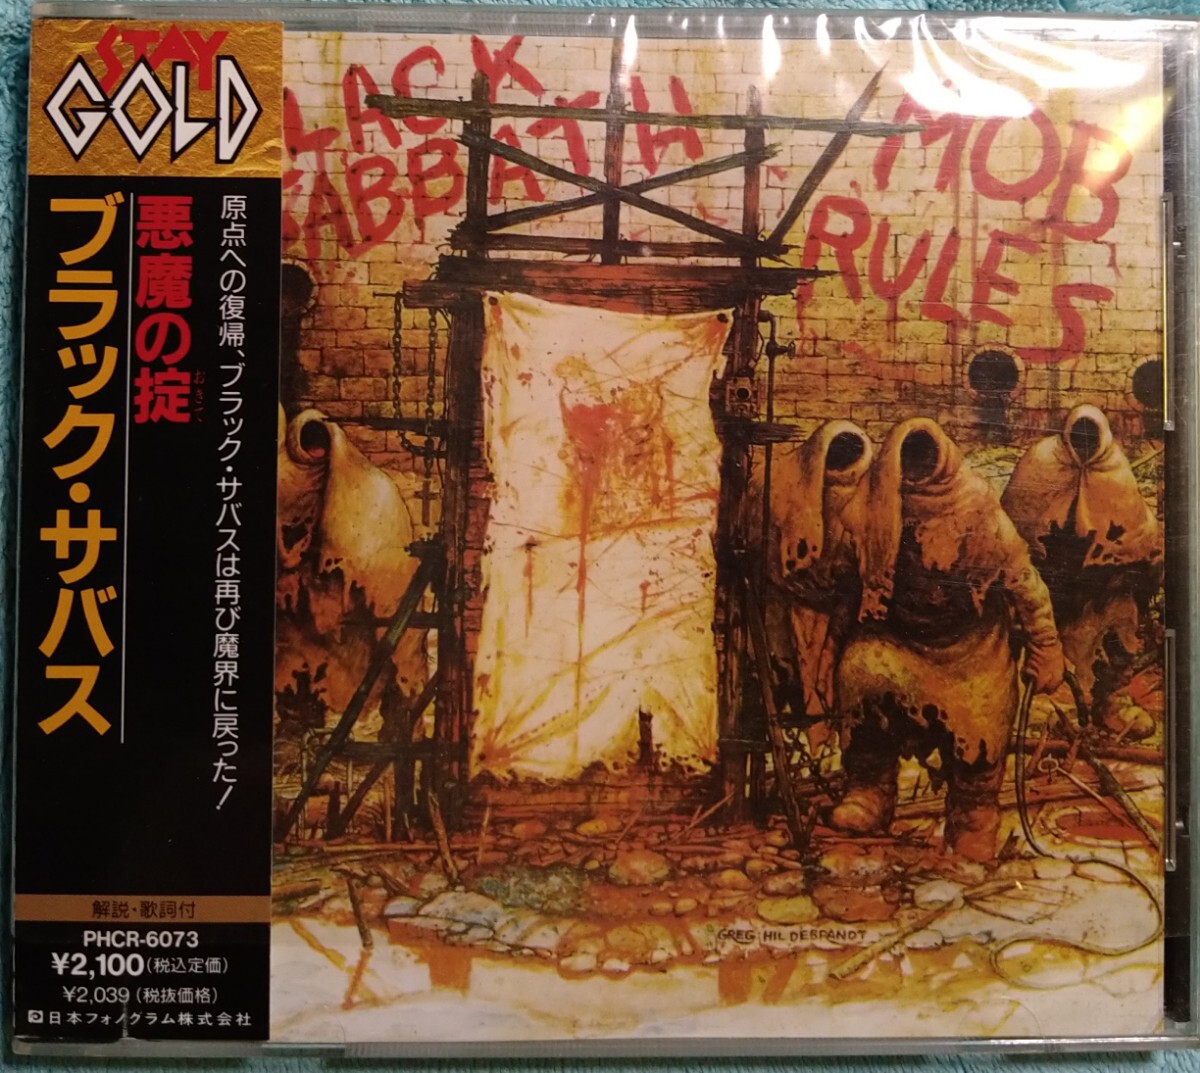 STAY
GOLD
ブラック・サバス
悪魔の掟
おきて
原点への復帰、ブラック・サバスは再び魔界に戻った！
解説・歌詞付
PHCR-6073
¥2,100(税込定価)
¥2,039(税抜価格)
日本フォノグラム株式会社
LACK
SABBATH
MOB
RULES
GREG HILDEBRANDT